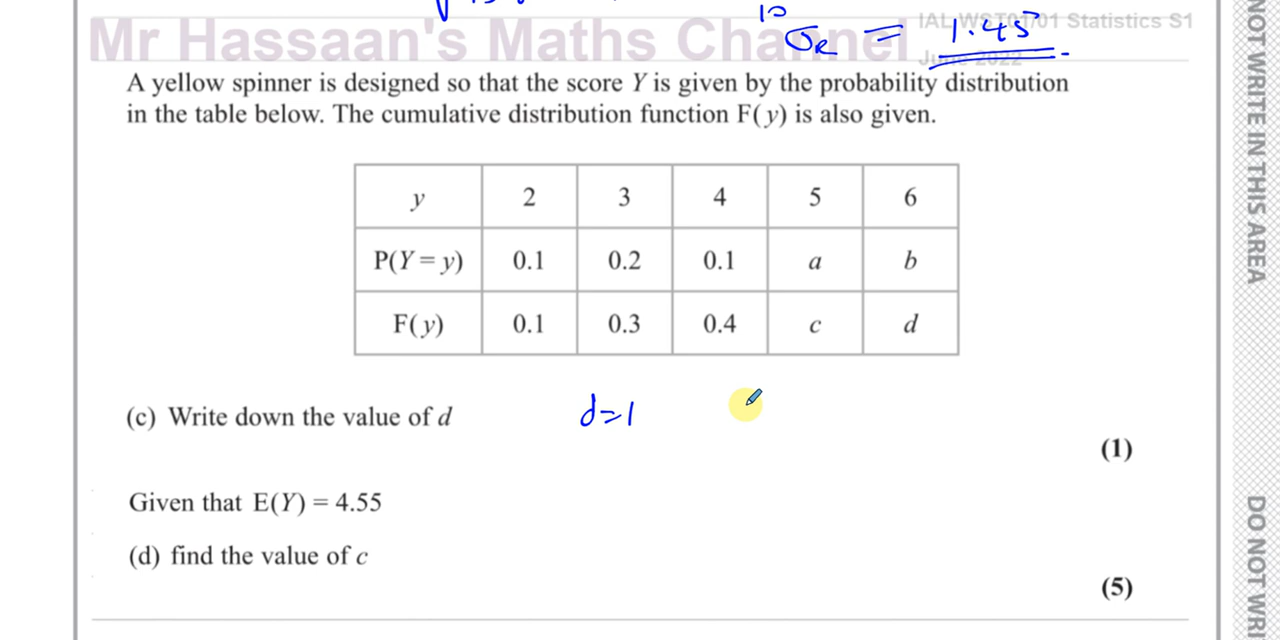 10
σR = 1.45
IAL WST01/01 Statistics S1
Mr Hassaan's Maths Channel
June 2022
A yellow spinner is designed so that the score Y is given by the probability distribution
in the table below. The cumulative distribution function F(y) is also given.
y 2 3 4 5 6
P(Y = y) 0.1 0.2 0.1 a b
F(y) 0.1 0.3 0.4 c d
(c) Write down the value of d
d=1
(1)
Given that E(Y) = 4.55
(d) find the value of c
(5)
NOT WRITE IN THIS AREA
DO NOT WRI